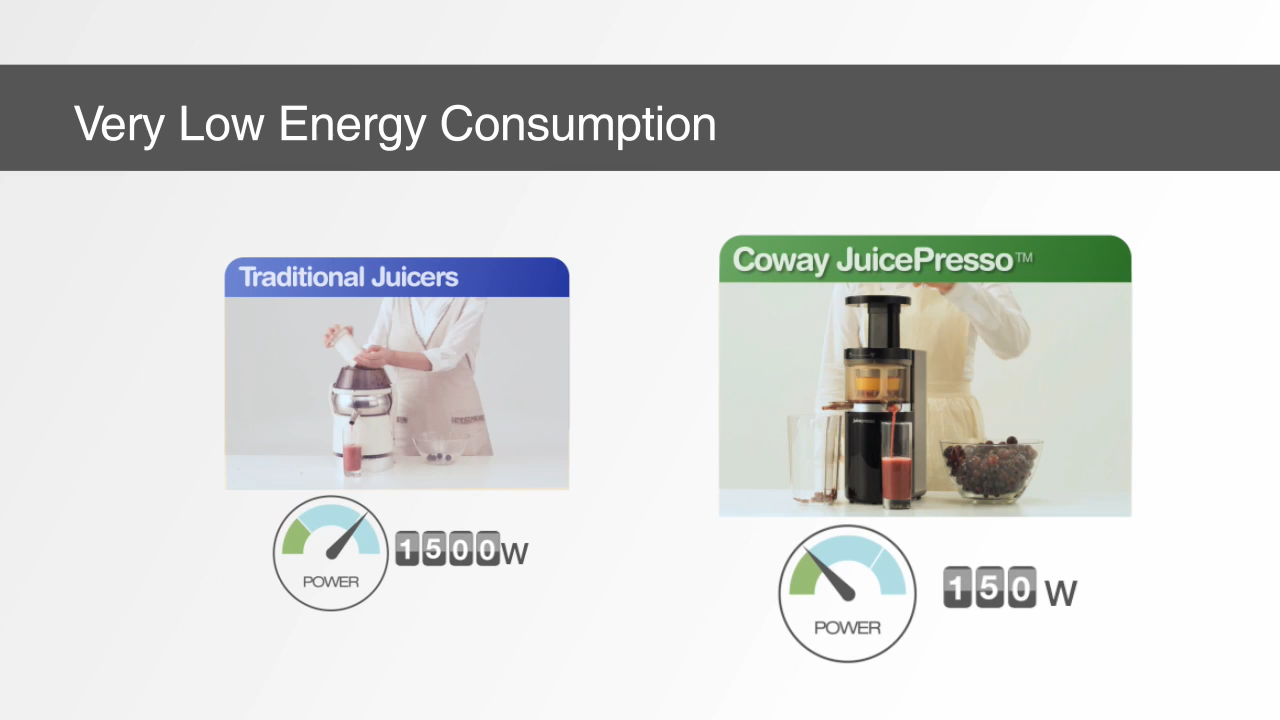 Very Low Energy Consumption
Traditional Juicers
Coway JuicePresso™
POWER
1500W
POWER
150 W